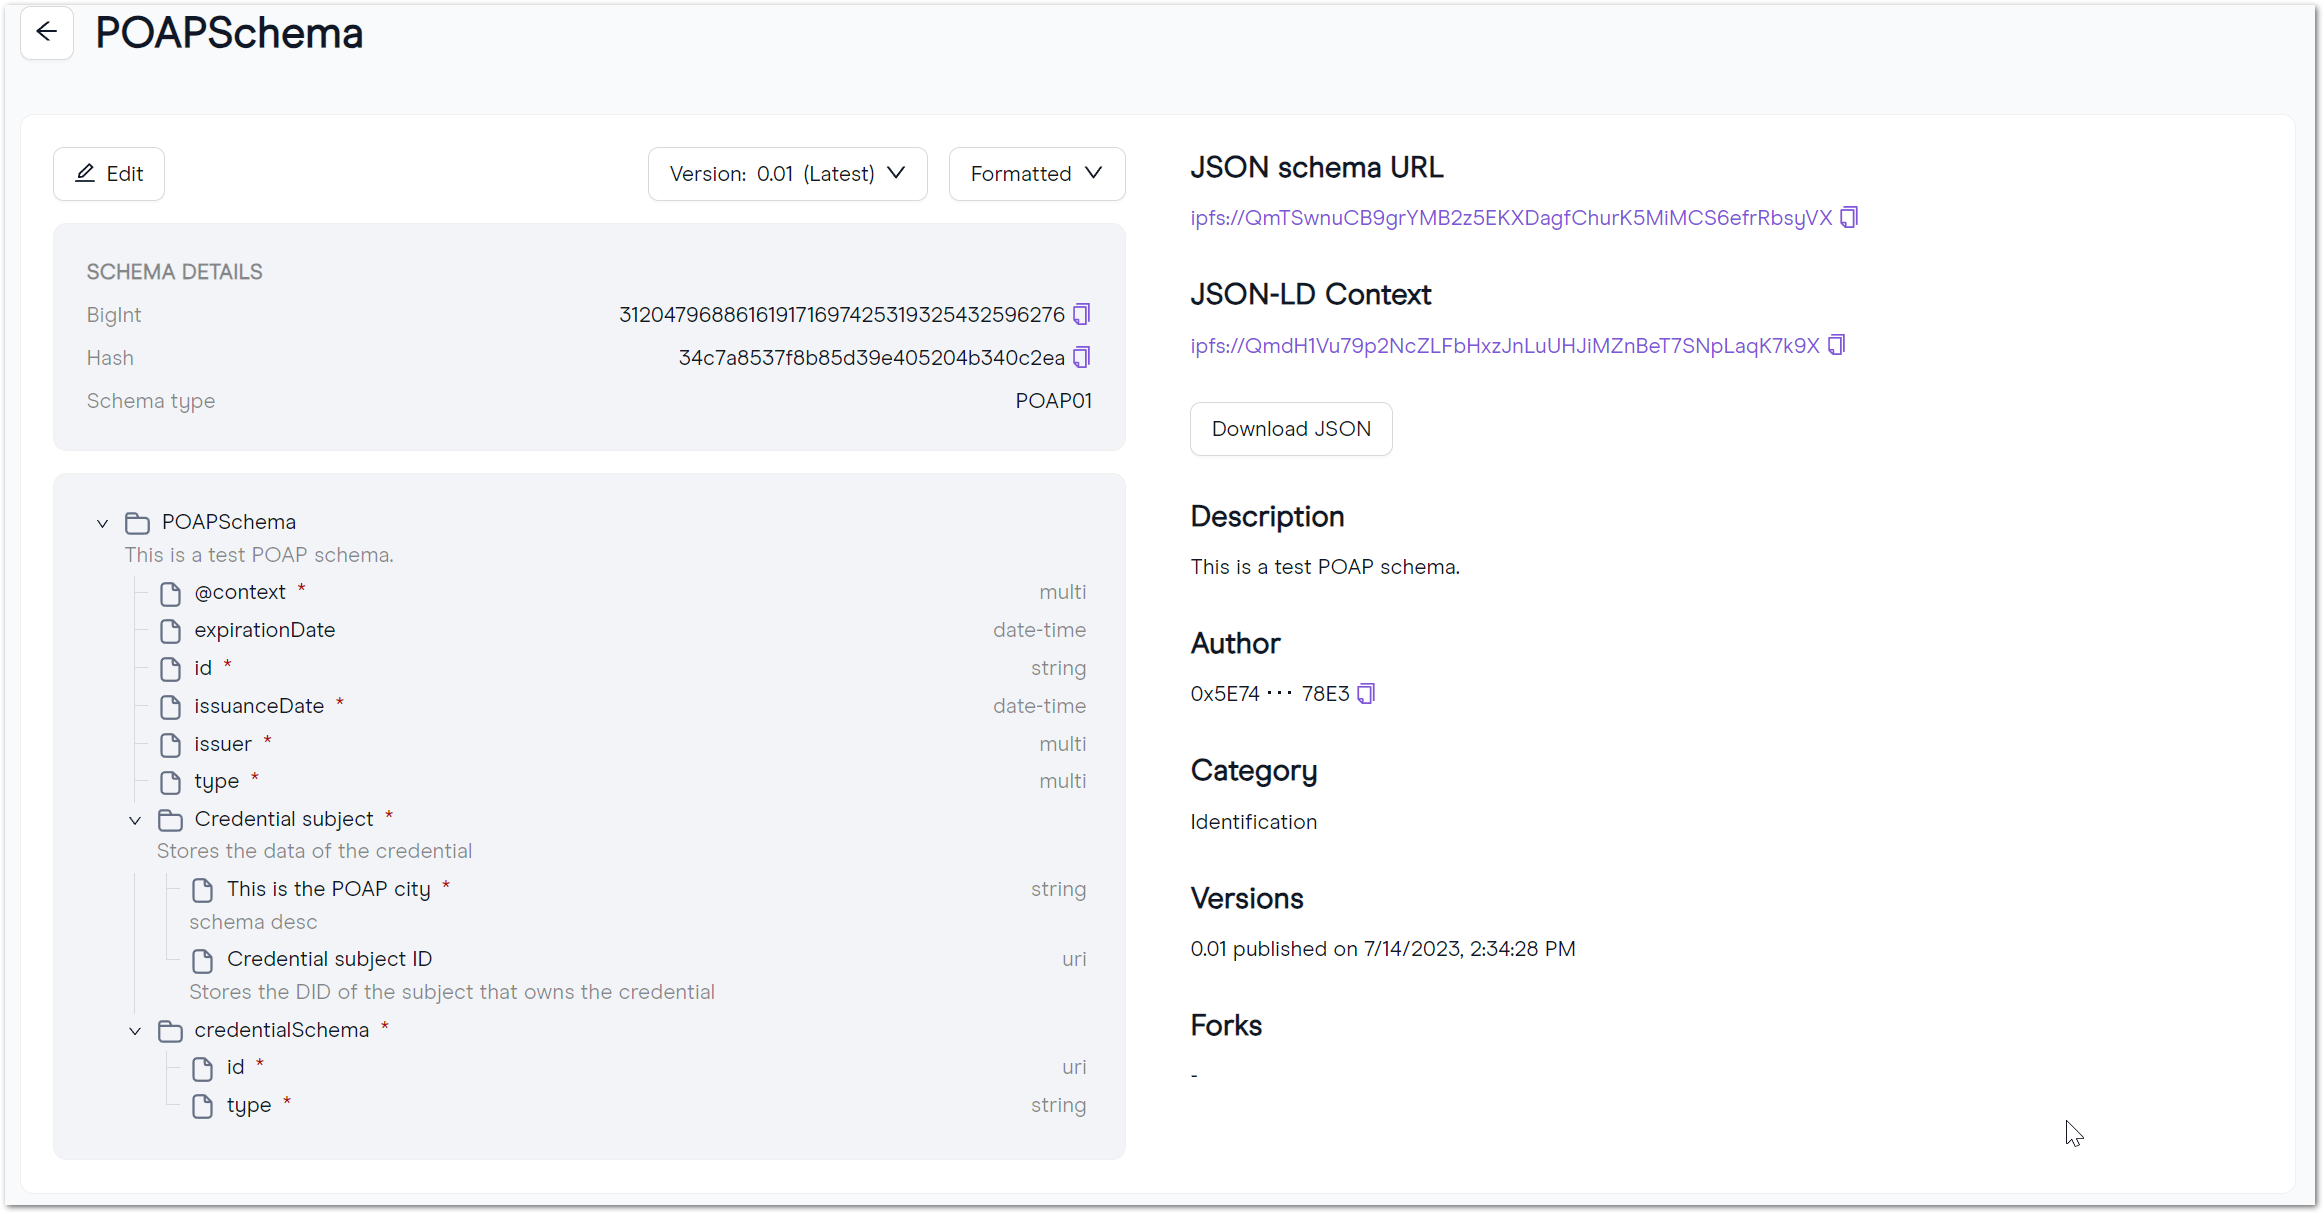 POAPSchema
Edit
Version: 0.01 (Latest)
Formatted
SCHEMA DETAILS
BigInt 312047968861619171697425319325432596276
Hash 34c7a8537f8b85d39e405204b340c2ea
Schema type POAP01
POAPSchema
This is a test POAP schema.
@context * multi
expirationDate date-time
id * string
issuanceDate * date-time
issuer * multi
type * multi
Credential subject *
Stores the data of the credential
This is the POAP city * string
schema desc
Credential subject ID uri
Stores the DID of the subject that owns the credential
credentialSchema *
id * uri
type * string
JSON schema URL
ipfs://QmTSwnuCB9grYMB2z5EKXDagfChurK5MiMCS6efrRbsyVX
JSON-LD Context
ipfs://QmdH1Vu79p2NcZLFbHxzJnLuUHJiMZnBeT7SNpLaqK7k9X
Download JSON
Description
This is a test POAP schema.
Author
0x5E74 ··· 78E3
Category
Identification
Versions
0.01 published on 7/14/2023, 2:34:28 PM
Forks
-